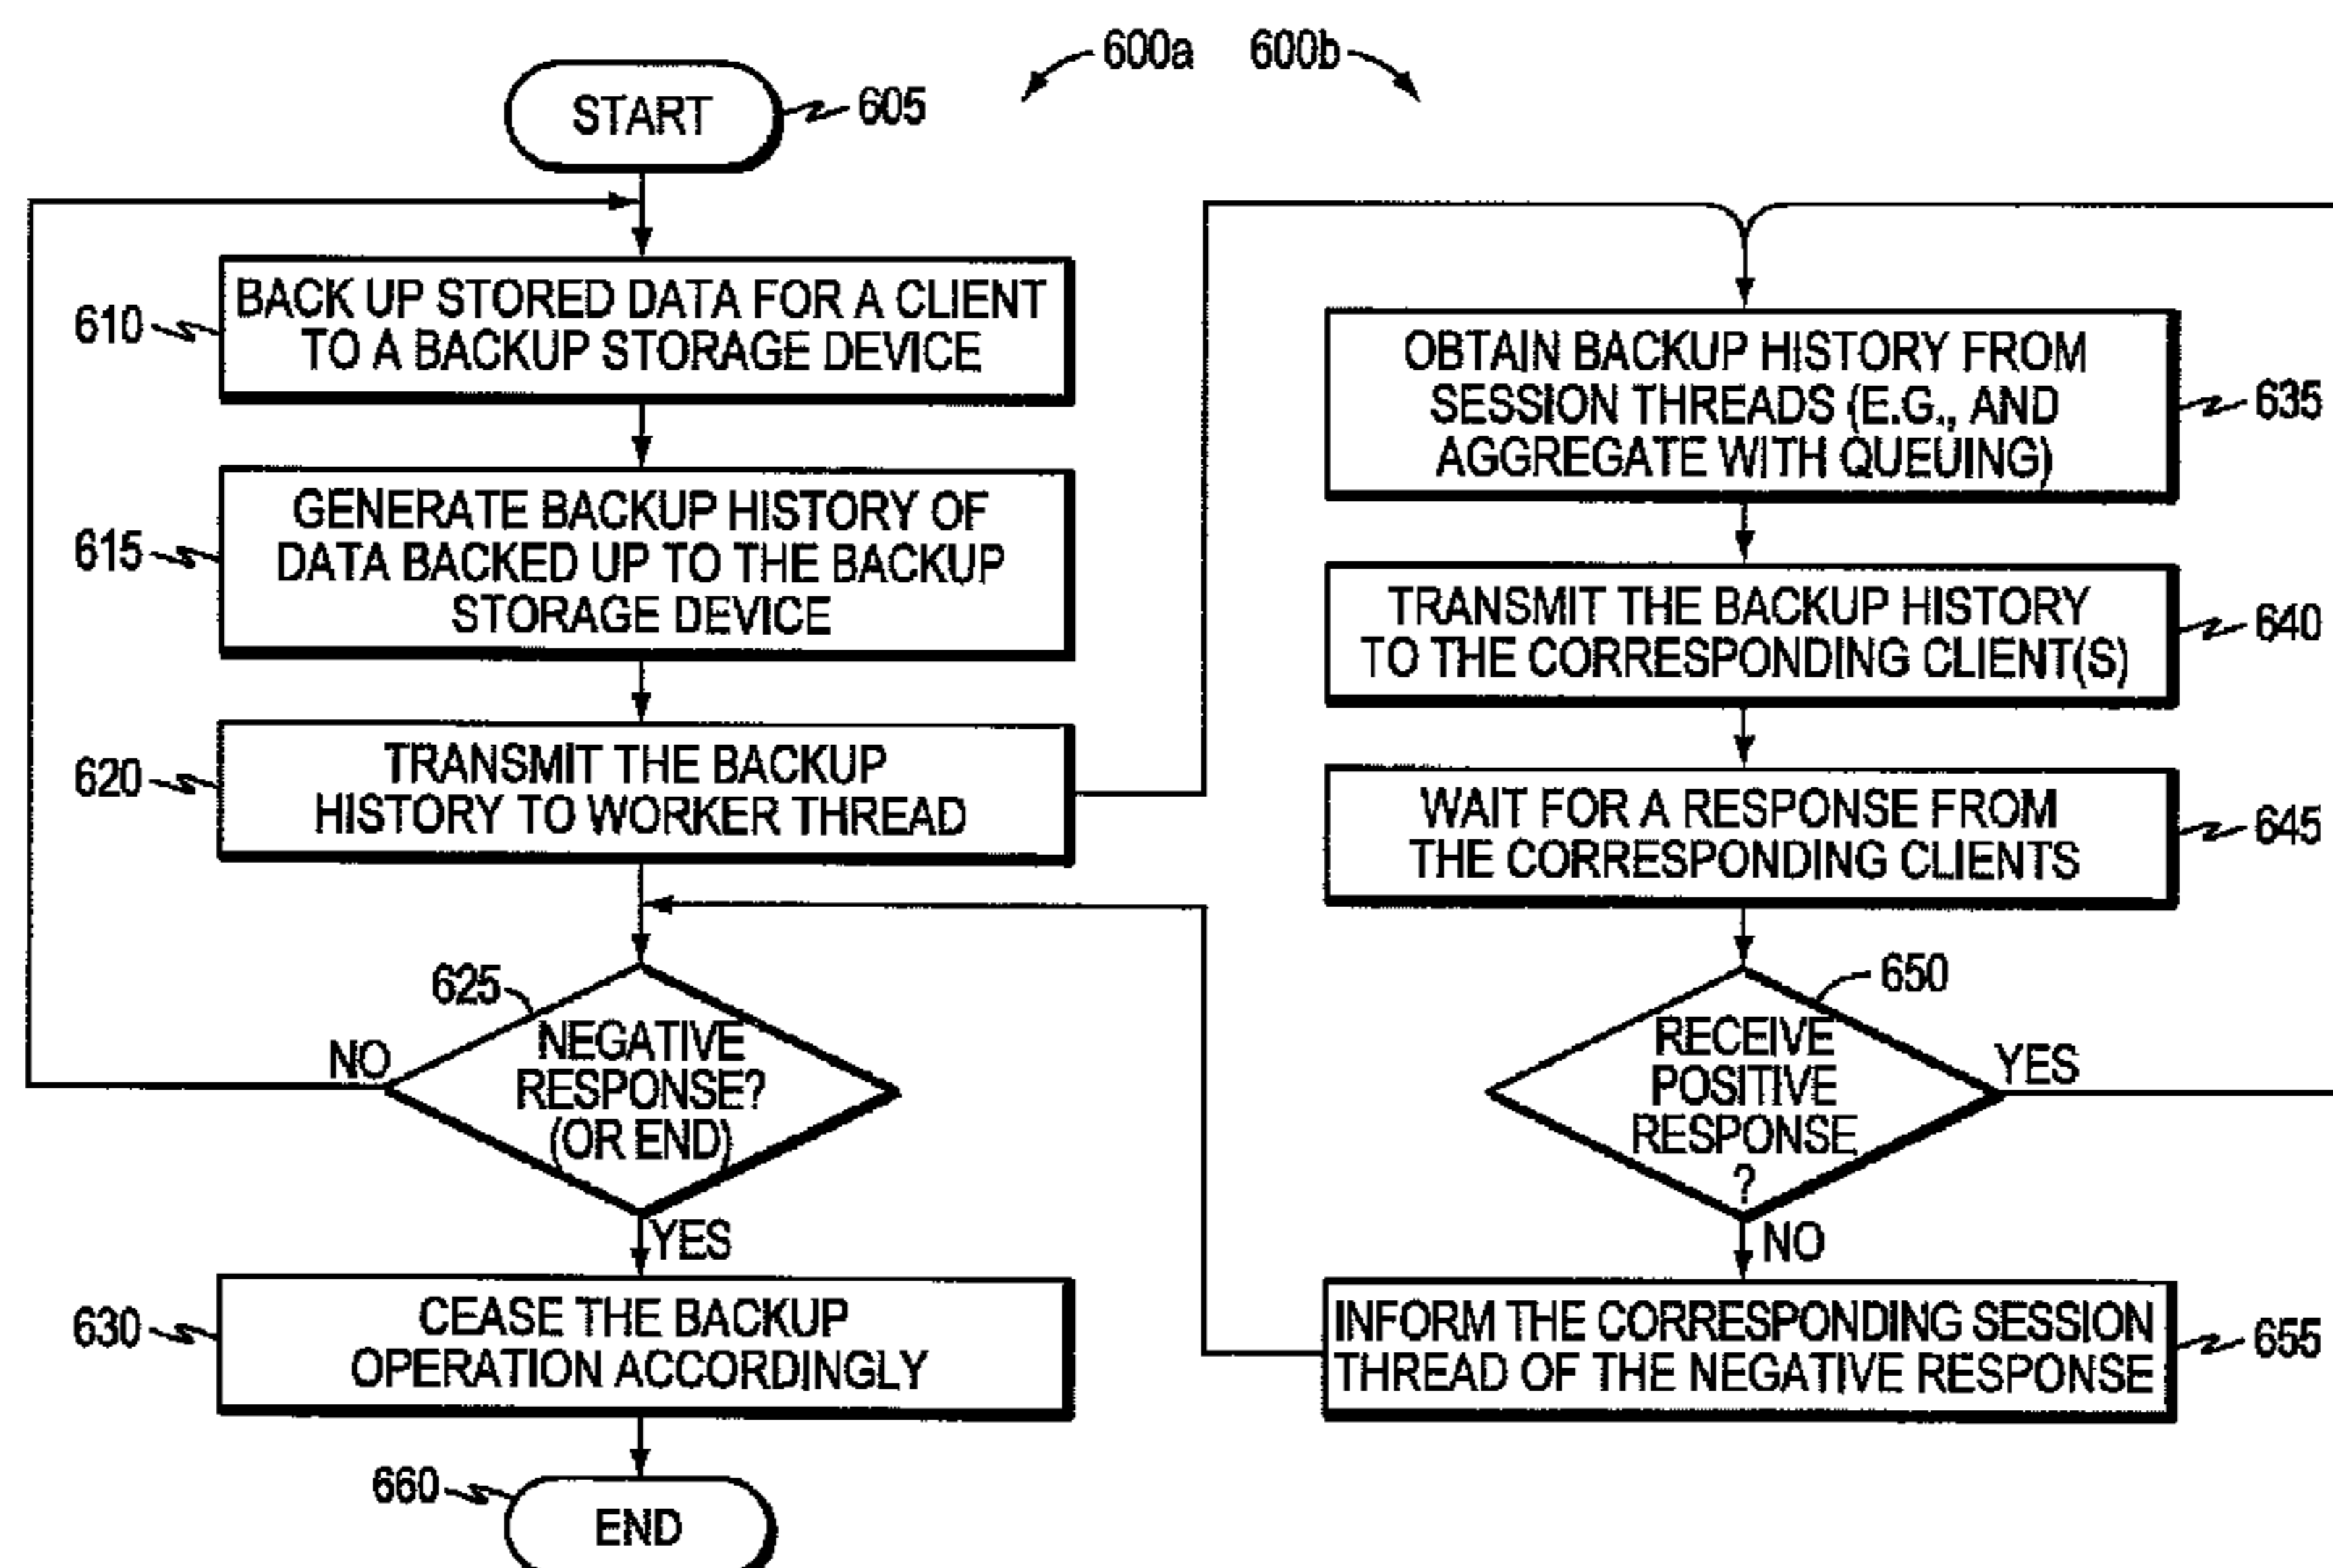 600a 600b
START
605
610
BACK UP STORED DATA FOR A CLIENT
TO A BACKUP STORAGE DEVICE
615
GENERATE BACKUP HISTORY OF
DATA BACKED UP TO THE BACKUP
STORAGE DEVICE
620
TRANSMIT THE BACKUP
HISTORY TO WORKER THREAD
625
NEGATIVE
RESPONSE?
(OR END)
NO
YES
630
CEASE THE BACKUP
OPERATION ACCORDINGLY
660
END
OBTAIN BACKUP HISTORY FROM
SESSION THREADS (E.G., AND
AGGREGATE WITH QUEUING)
635
TRANSMIT THE BACKUP HISTORY
TO THE CORRESPONDING CLIENT(S)
640
WAIT FOR A RESPONSE FROM
THE CORRESPONDING CLIENTS
645
650
RECEIVE
POSITIVE
RESPONSE
?
YES
NO
INFORM THE CORRESPONDING SESSION
THREAD OF THE NEGATIVE RESPONSE
655